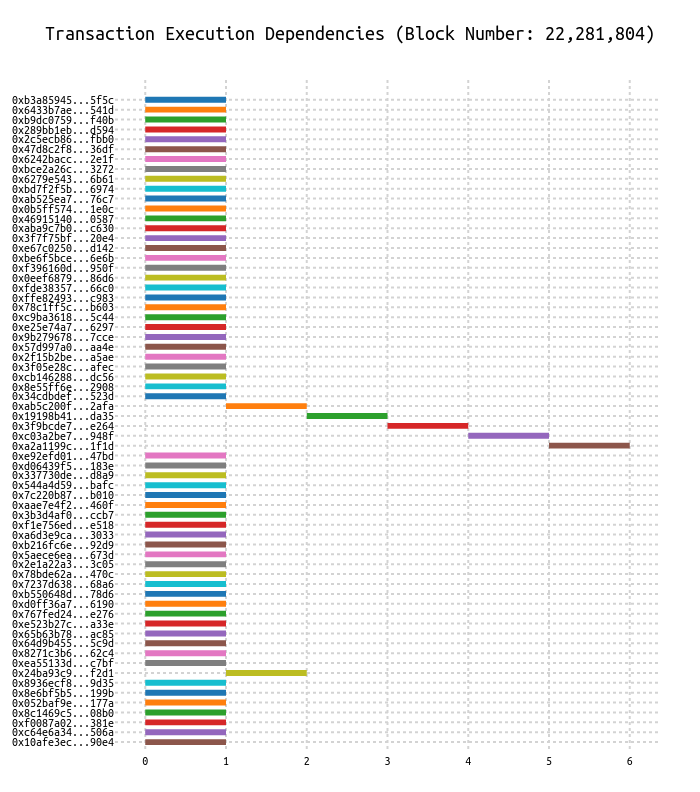 Transaction Execution Dependencies (Block Number: 22,281,804)
0xb3a85945...5f5c
0x6433b7ae...541d
0xb9dc0759...f40b
0x289bb1eb...d594
0x2c5ecb86...fbb0
0x47d8c2f8...36df
0x6242bacc...2e1f
0xbce2a26c...3272
0x6279e543...6b61
0xbd7f2f5b...6974
0xab525ea7...76c7
0x0b5ff574...1e0c
0x46915140...0587
0xaba9c7b0...c630
0x3f7f75bf...20e4
0xe67c0250...d142
0xbe6f5bce...6e6b
0xf396160d...950f
0x0eef6879...86d6
0xfde38357...66c0
0xffe82493...c983
0x78c1ff5c...b603
0xc9ba3618...5c44
0xe25e74a7...6297
0x9b279678...7cce
0x57d997a0...aa4e
0x2f15b2be...a5ae
0x3f05e28c...afec
0xcb146288...dc56
0x8e55ff6e...2908
0x34cdbdef...523d
0xab5c200f...2afa
0x19198b41...da35
0x3f9bcde7...e264
0xc03a2be7...948f
0xa2a1199c...1f1d
0xe92efd01...47bd
0xd06439f5...183e
0x337730de...d8a9
0x544a4d59...bafc
0x7c220b87...b010
0xaae7e4f2...460f
0x3b3d4af0...ccb7
0xf1e756ed...e518
0xa6d3e9ca...3033
0xb216fc6e...92d9
0x5aece6ea...673d
0x2e1a22a3...3c05
0x78bde62a...470c
0x7237d638...68a6
0xb550648d...78d6
0xd0ff36a7...6190
0x767fed24...e276
0xe523b27c...a33e
0x65b63b78...ac85
0x64d9b455...5c9d
0x8271c3b6...62c4
0xea55133d...c7bf
0x24ba93c9...f2d1
0x8936ecf8...9d35
0x8e6bf5b5...199b
0x052baf9e...177a
0x8c1469c5...08b0
0xf0087a02...381e
0xc64e6a34...506a
0x10afe3ec...90e4
0 1 2 3 4 5 6